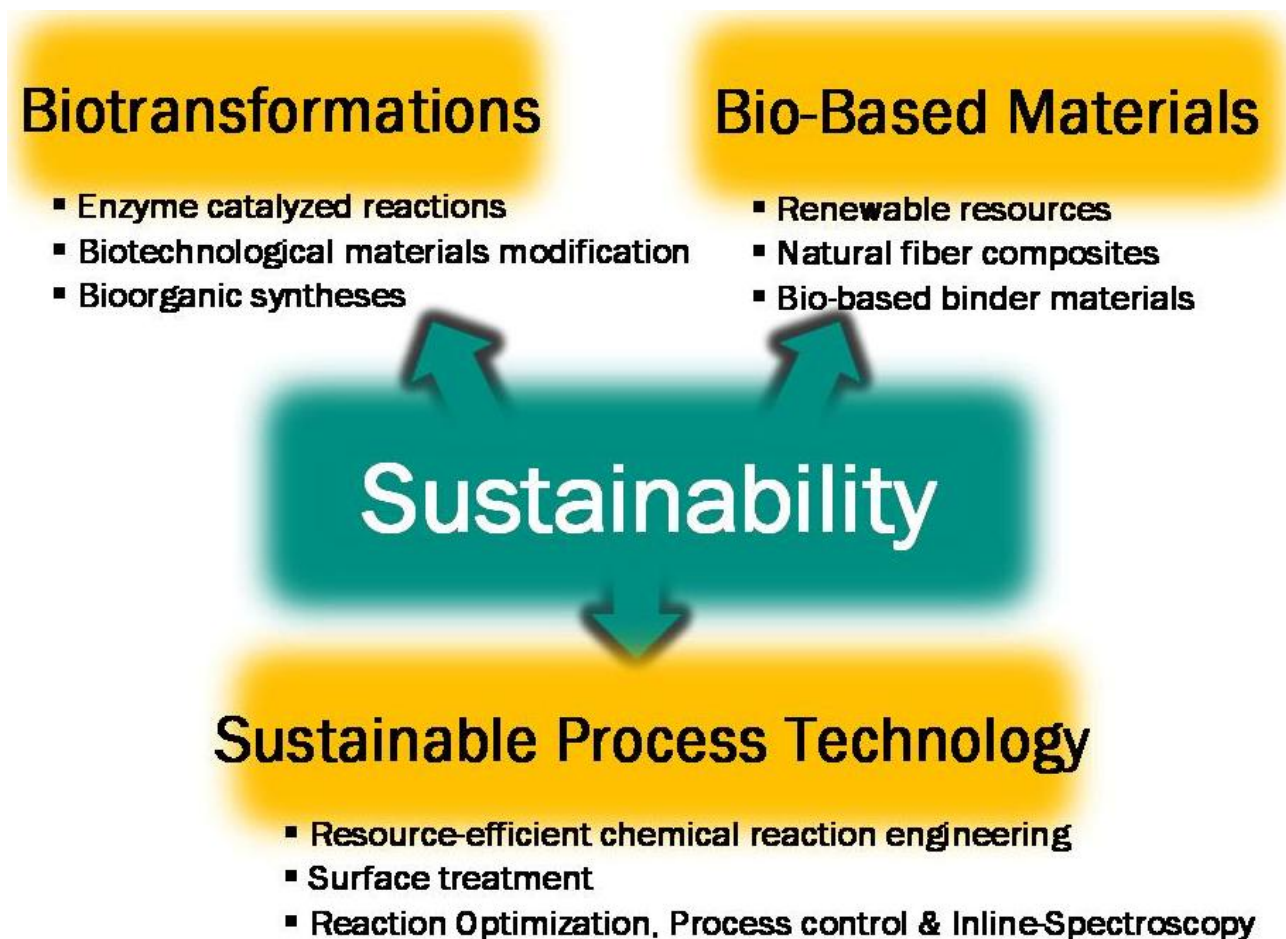 Biotransformations
▪ Enzyme catalyzed reactions
▪ Biotechnological materials modification
▪ Bioorganic syntheses
Bio-Based Materials
▪ Renewable resources
▪ Natural fiber composites
▪ Bio-based binder materials
Sustainability
Sustainable Process Technology
▪ Resource-efficient chemical reaction engineering
▪ Surface treatment
▪ Reaction Optimization, Process control & Inline-Spectroscopy